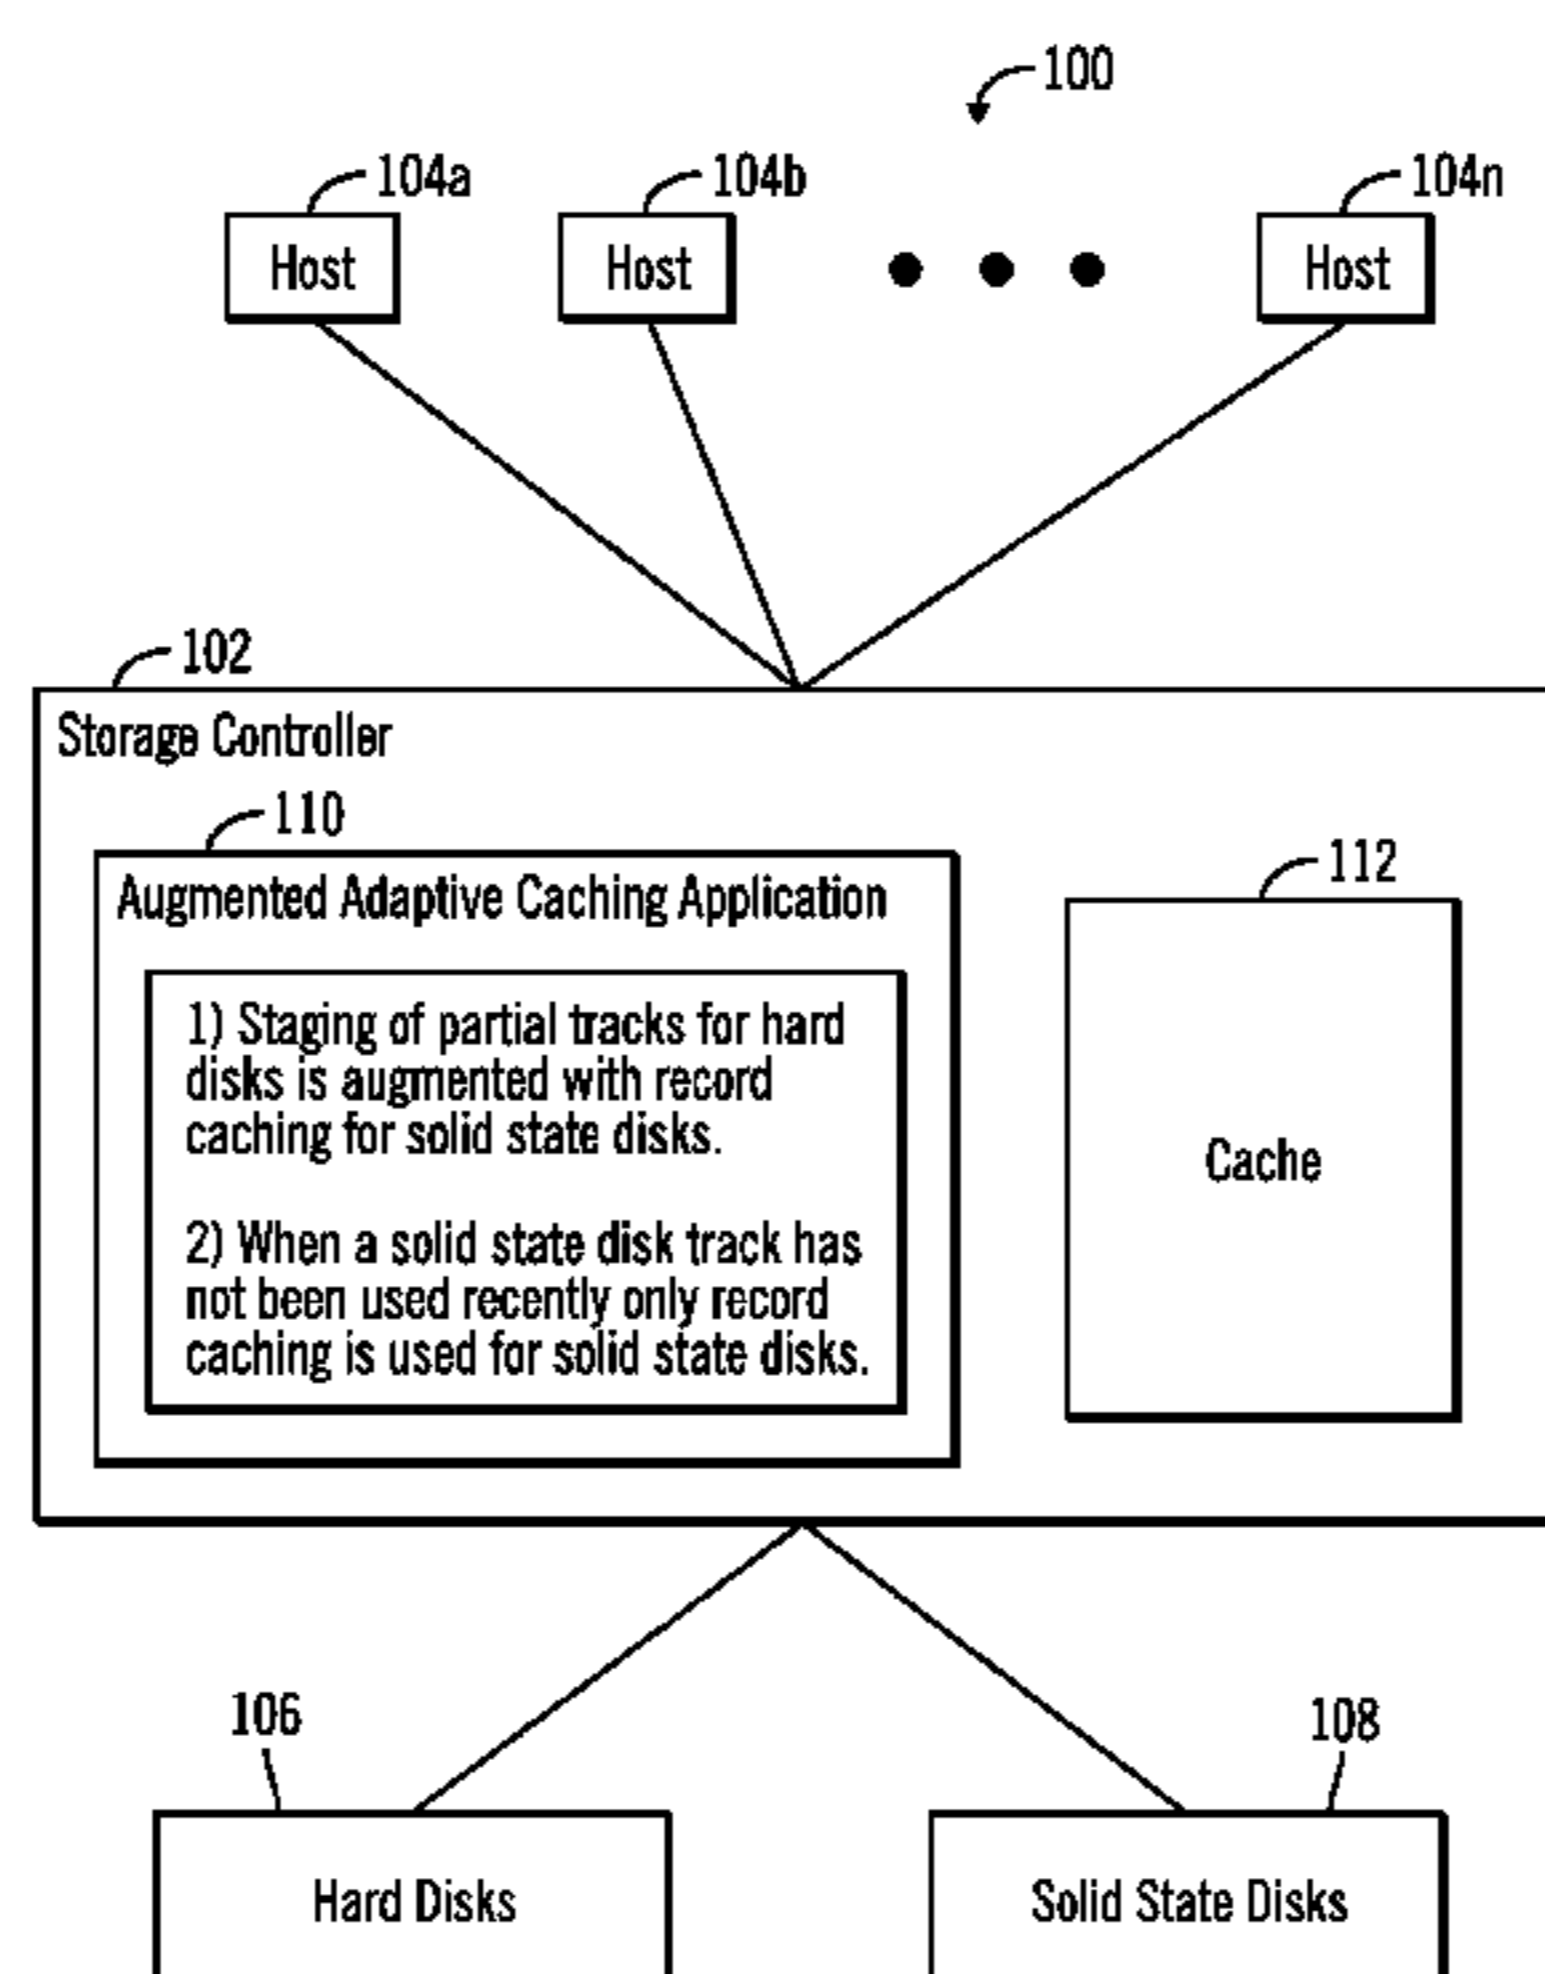 100
104a
104b
104n
Host
Host
Host
102
Storage Controller
110
Augmented Adaptive Caching Application
1) Staging of partial tracks for hard
disks is augmented with record
caching for solid state disks.
2) When a solid state disk track has
not been used recently only record
caching is used for solid state disks.
112
Cache
106
108
Hard Disks
Solid State Disks